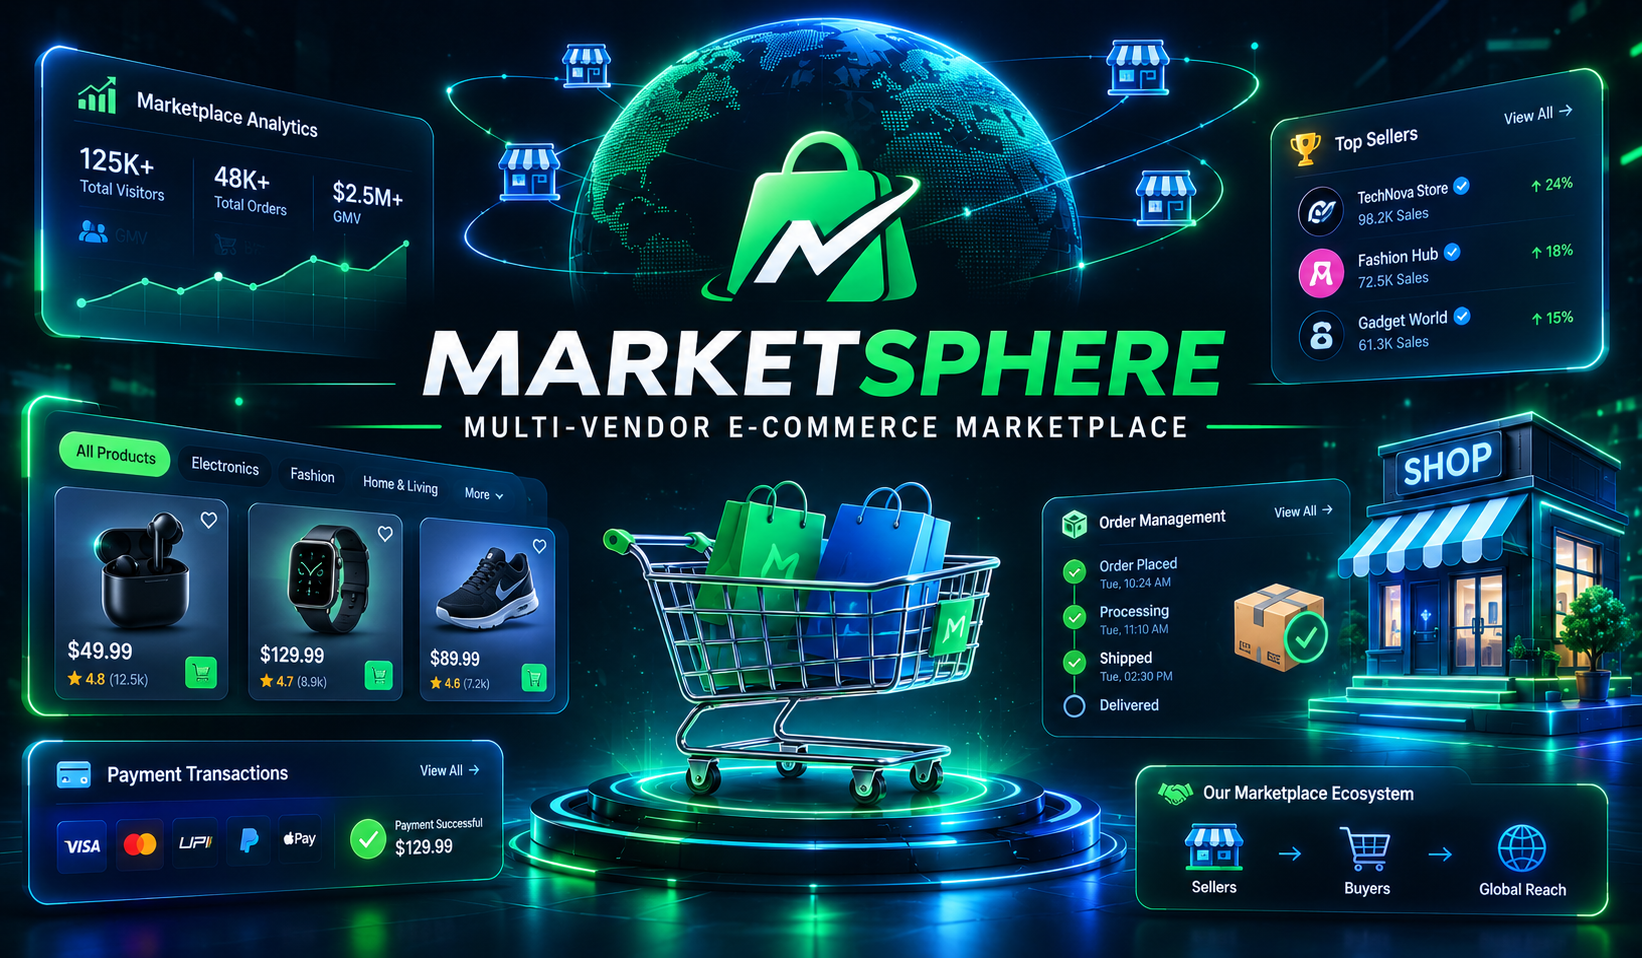 Marketplace Analytics
125K+
Total Visitors
48K+
Total Orders
$2.5M+
GMV
GMV
Top Sellers
View All →
TechNova Store
98.2K Sales
↑ 24%
Fashion Hub
72.5K Sales
↑ 18%
Gadget World
61.3K Sales
↑ 15%
MARKETSPHERE
MULTI-VENDOR E-COMMERCE MARKETPLACE
All Products
Electronics
Fashion
Home & Living
More
$49.99
4.8 (12.5k)
$129.99
4.7 (8.9k)
$89.99
4.6 (7.2k)
Order Management
View All →
Order Placed
Tue, 10:24 AM
Processing
Tue, 11:10 AM
Shipped
Tue, 02:30 PM
Delivered
SHOP
Payment Transactions
View All →
VISA
UPI
Pay
Payment Successful
$129.99
Our Marketplace Ecosystem
Sellers
Buyers
Global Reach